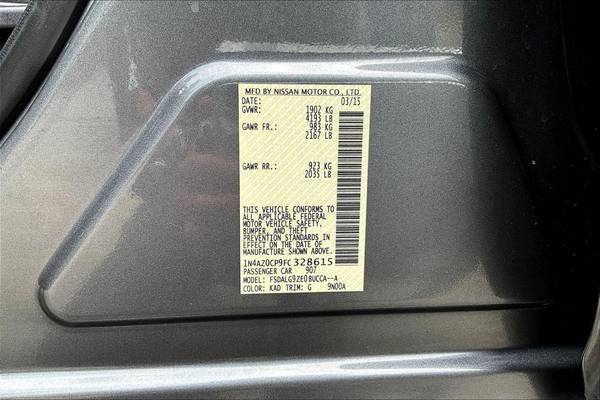 MFD BY NISSAN MOTOR CO., LTD.
DATE: 03/15
GVWR: 1902 KG
4193 LB
GAWR FR: 983 KG
2167 LB
GAWR RR: 923 KG
2035 LB
THIS VEHICLE CONFORMS TO
ALL APPLICABLE FEDERAL
MOTOR VEHICLE SAFETY,
BUMPER, AND THEFT
PREVENTION STANDARDS IN
EFFECT ON THE DATE OF
MANUFACTURE SHOWN ABOVE.
1N4AZ0CP9FC328615
PASSENGER CAR 907
MODEL: FSDALG9ZE0BUCCA--A
COLOR: KAD TRIM: G 9N00A